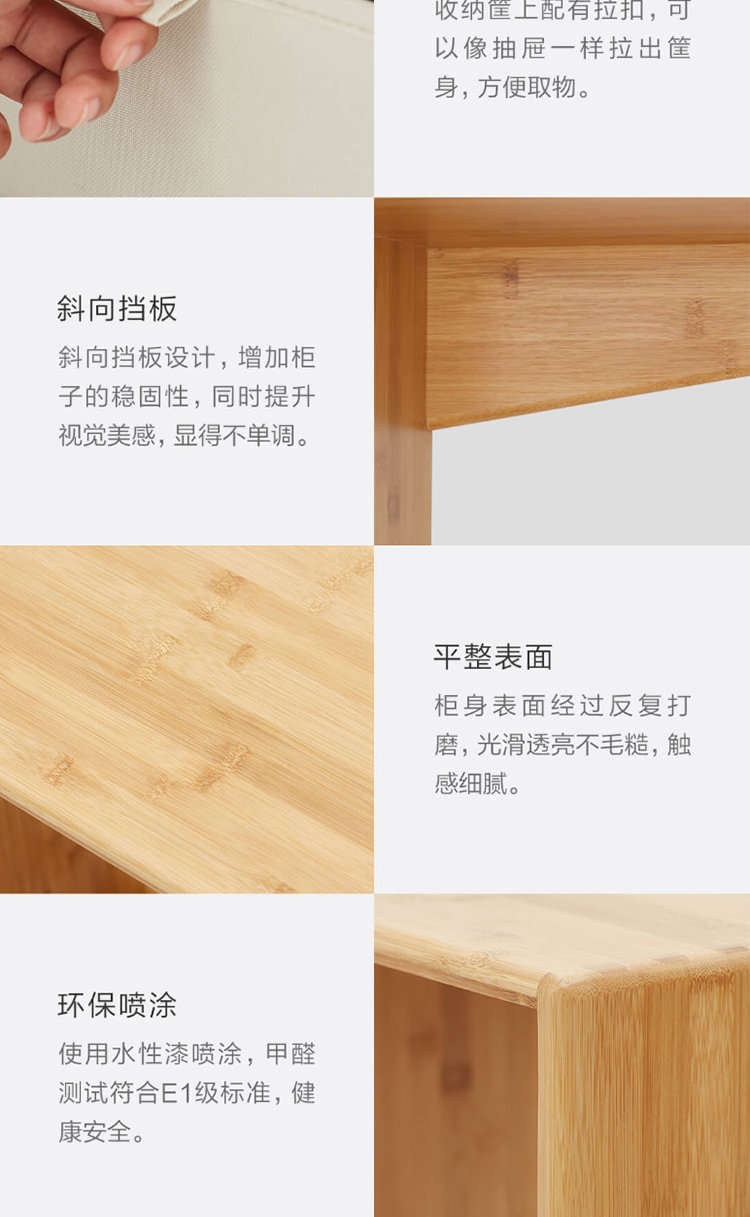 收纳筐上配有拉扣，可
以像抽屉一样拉出筐
身，方便取物。
斜向挡板
斜向挡板设计，增加柜
子的稳固性，同时提升
视觉美感，显得不单调。
平整表面
柜身表面经过反复打
磨，光滑透亮不毛糙，触
感细腻。
环保喷涂
使用水性漆喷涂，甲醛
测试符合E1级标准，健
康安全。